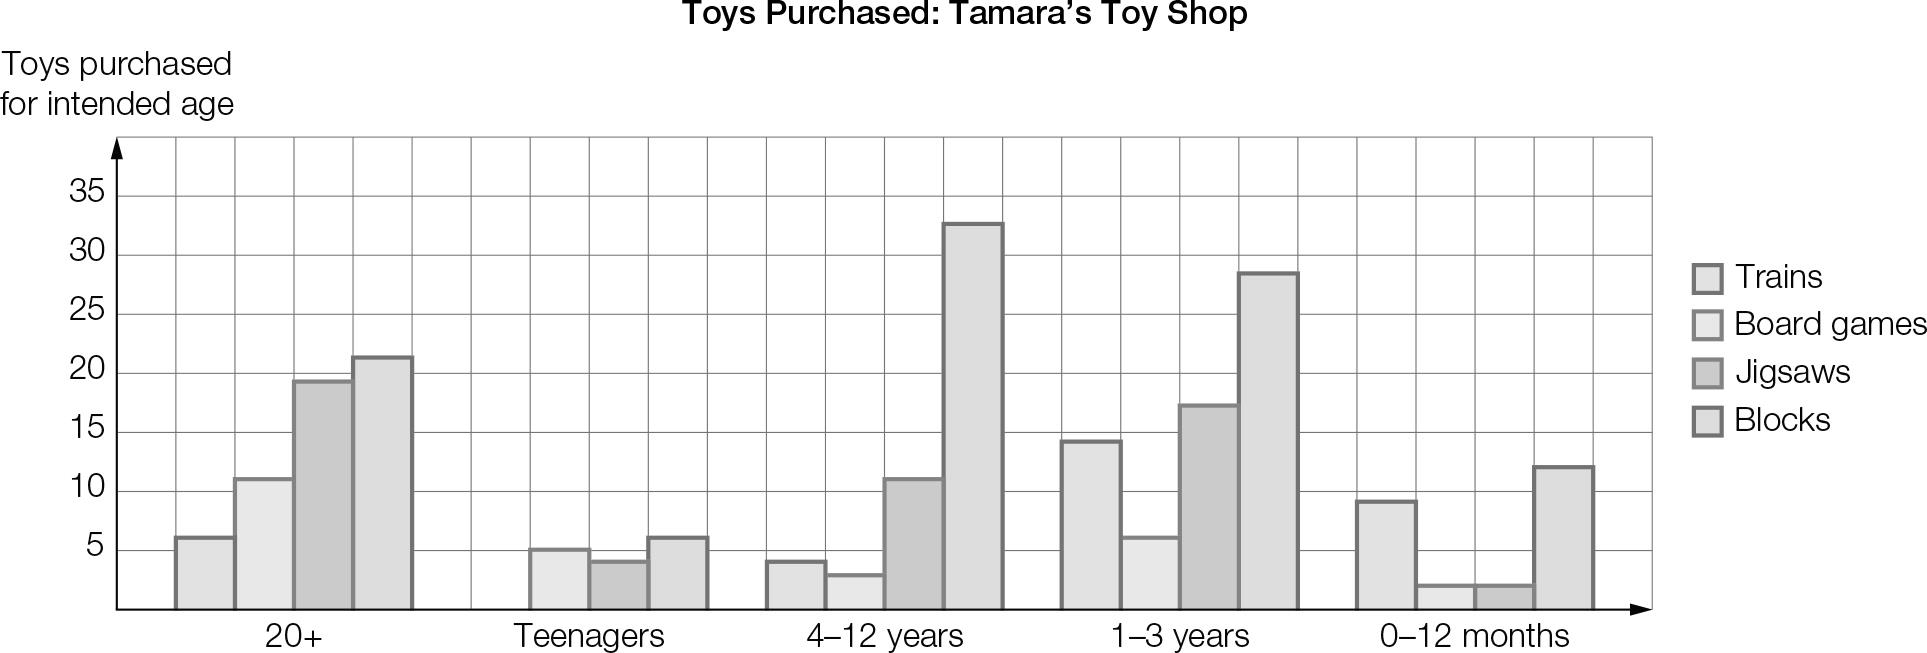 Toys Purchased: Tamara’s Toy Shop
Toys purchased
for intended age
35
30
25
20
15
10
5
20+
Teenagers
4–12 years
1–3 years
0–12 months
Trains
Board games
Jigsaws
Blocks